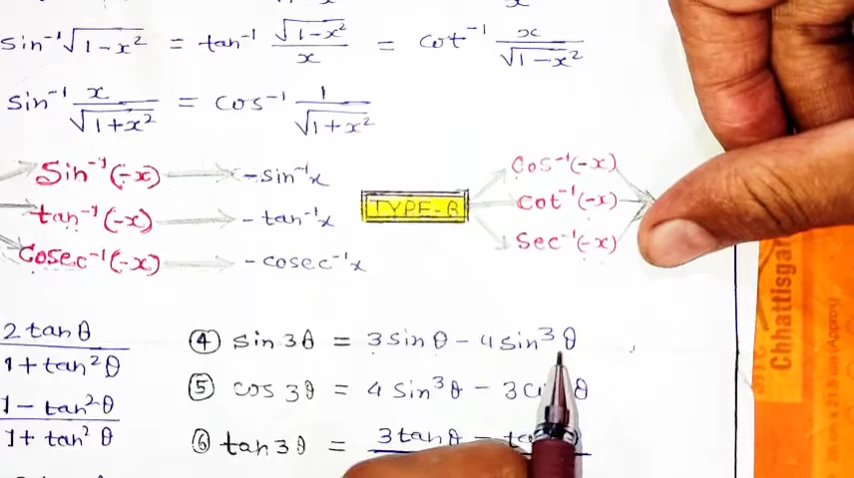 sin⁻¹√(1-x²) = tan⁻¹ √(1-x²)/x = cot⁻¹ x/√(1-x²)
sin⁻¹ x/√(1+x²) = cos⁻¹ 1/√(1+x²)
Sin⁻¹(-x) → -sin⁻¹x
tan⁻¹(-x) → - tan⁻¹x
Cosec⁻¹(-x) → - cosec⁻¹x
TYPE-B
Cos⁻¹(-x)
Cot⁻¹(-x)
Sec⁻¹(-x)
2tanθ/1+tan²θ
1-tan²θ/1+tan²θ
④ sin3θ = 3sinθ - 4sin³θ
⑤ cos3θ = 4sin³θ - 3 θ
⑥ tan3θ = 3tanθ -
Chhattisgar